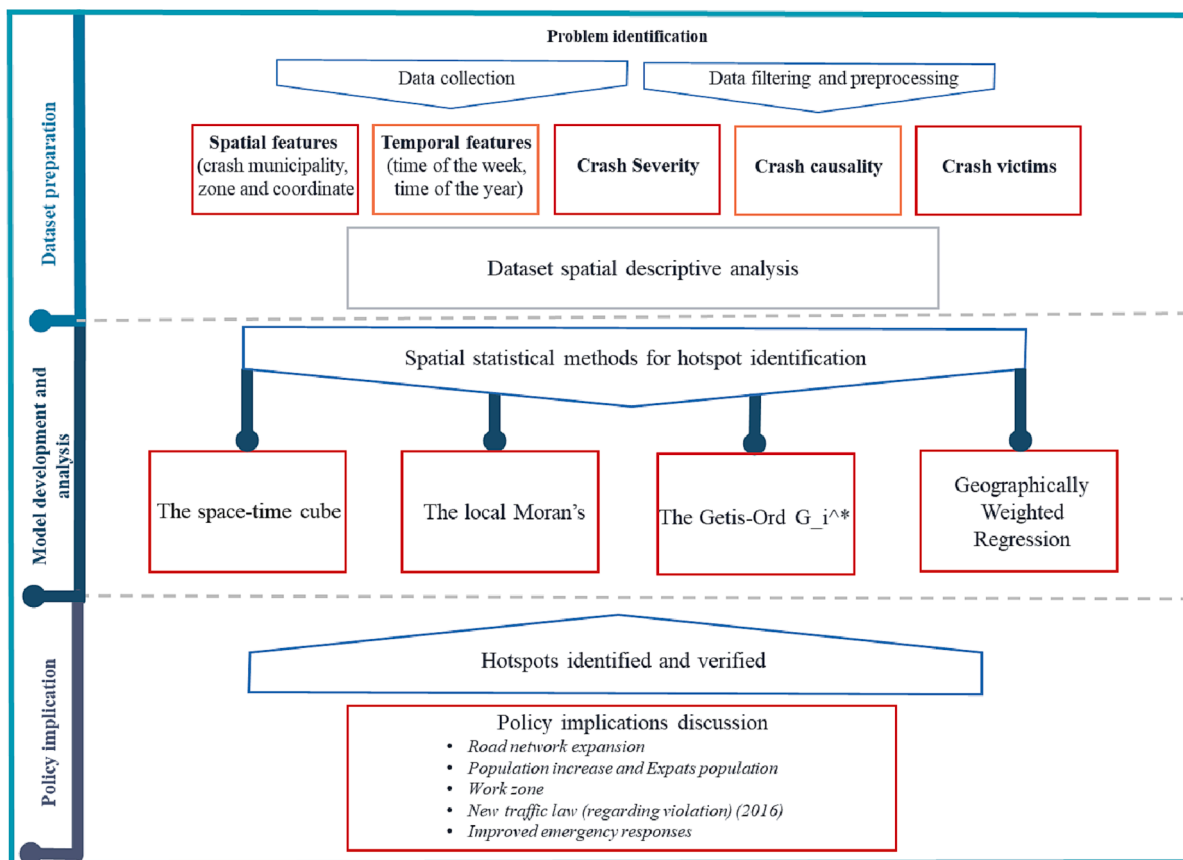 Problem identification
Data collection
Data filtering and preprocessing
Dataset preparation
Spatial features
(crash municipality,
zone and coordinate
Temporal features
(time of the week,
time of the year)
Crash Severity
Crash causality
Crash victims
Dataset spatial descriptive analysis
Model development and
analysis
Spatial statistical methods for hotspot identification
The space-time cube
The local Moran's
The Getis-Ord G_i^*
Geographically
Weighted
Regression
Policy implication
Hotspots identified and verified
Policy implications discussion
• Road network expansion
• Population increase and Expats population
• Work zone
• New traffic law (regarding violation) (2016)
• Improved emergency responses